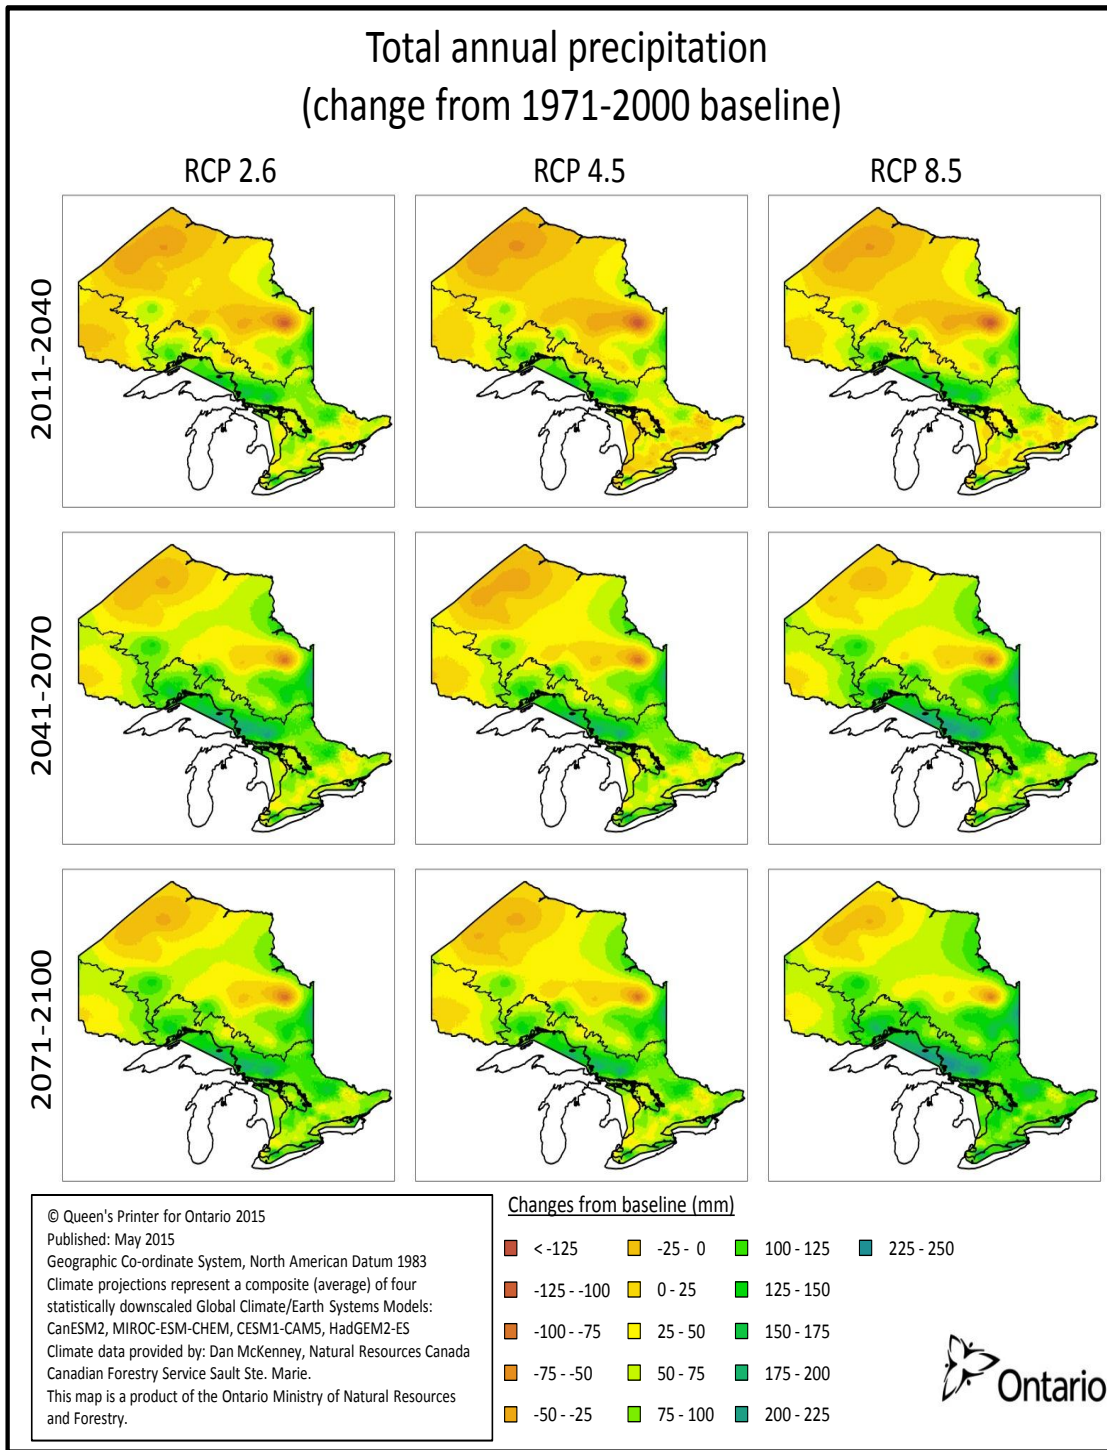 Total annual precipitation
(change from 1971-2000 baseline)
RCP 2.6
RCP 4.5
RCP 8.5
2011-2040
2041-2070
2071-2100
© Queen's Printer for Ontario 2015
Published: May 2015
Geographic Co-ordinate System, North American Datum 1983
Climate projections represent a composite (average) of four
statistically downscaled Global Climate/Earth Systems Models:
CanESM2, MIROC-ESM-CHEM, CESM1-CAM5, HadGEM2-ES
Climate data provided by: Dan McKenney, Natural Resources Canada
Canadian Forestry Service Sault Ste. Marie.
This map is a product of the Ontario Ministry of Natural Resources
and Forestry.
Changes from baseline (mm)
< -125
-125 - -100
-100 - -75
-75 - -50
-50 - -25
-25 - 0
0 - 25
25 - 50
50 - 75
75 - 100
100 - 125
125 - 150
150 - 175
175 - 200
200 - 225
225 - 250
Ontario